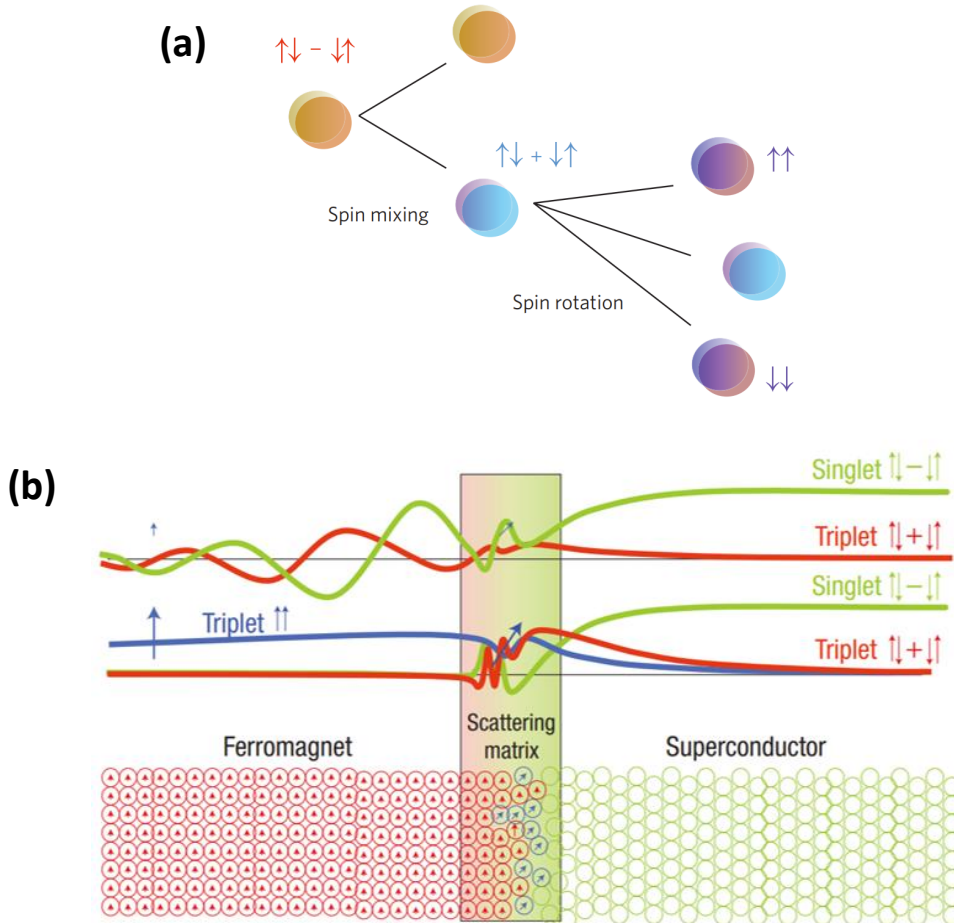 (a)
↑↓ − ↓↑
↑↓ + ↓↑
↑↑
Spin mixing
Spin rotation
↓↓
(b)
Singlet ↑↓−↓↑
Triplet ↑↓+↓↑
Singlet ↑↓−↓↑
Triplet ↑↑
Triplet ↑↓+↓↑
Ferromagnet
Scattering
matrix
Superconductor